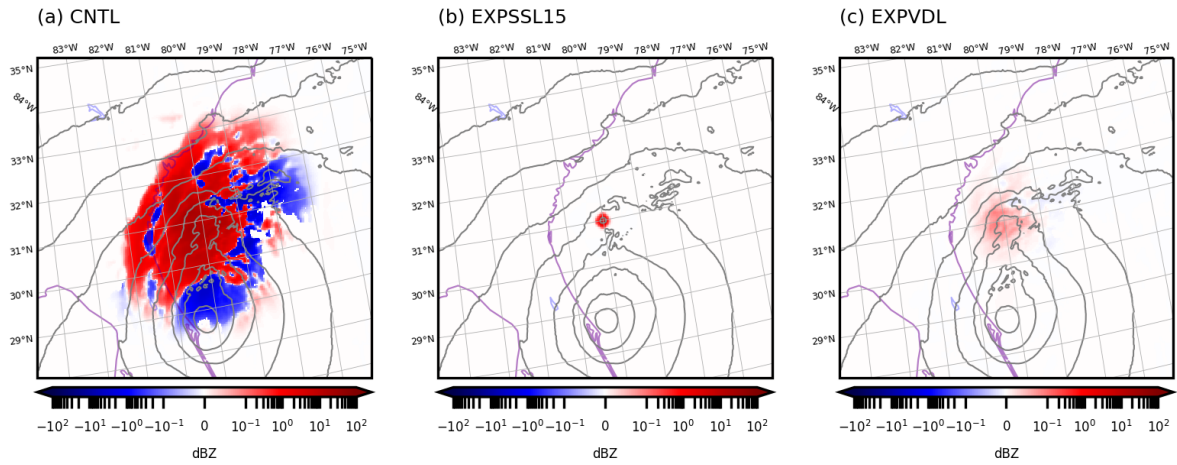 (a) CNTL
83°W 82°W 81°W 80°W 79°W 78°W 77°W 76°W 75°W
35°N
84°W
33°N
32°N
31°N
30°N
29°N
−10² −10¹ −10⁰ −10⁻¹ 0 10⁻¹ 10⁰ 10¹ 10²
dBZ
(b) EXPSSL15
83°W 82°W 81°W 80°W 79°W 78°W 77°W 76°W 75°W
35°N
84°W
33°N
32°N
31°N
30°N
29°N
−10² −10¹ −10⁰ −10⁻¹ 0 10⁻¹ 10⁰ 10¹ 10²
dBZ
(c) EXPVDL
83°W 82°W 81°W 80°W 79°W 78°W 77°W 76°W 75°W
35°N
84°W
33°N
32°N
31°N
30°N
29°N
−10² −10¹ −10⁰ −10⁻¹ 0 10⁻¹ 10⁰ 10¹ 10²
dBZ